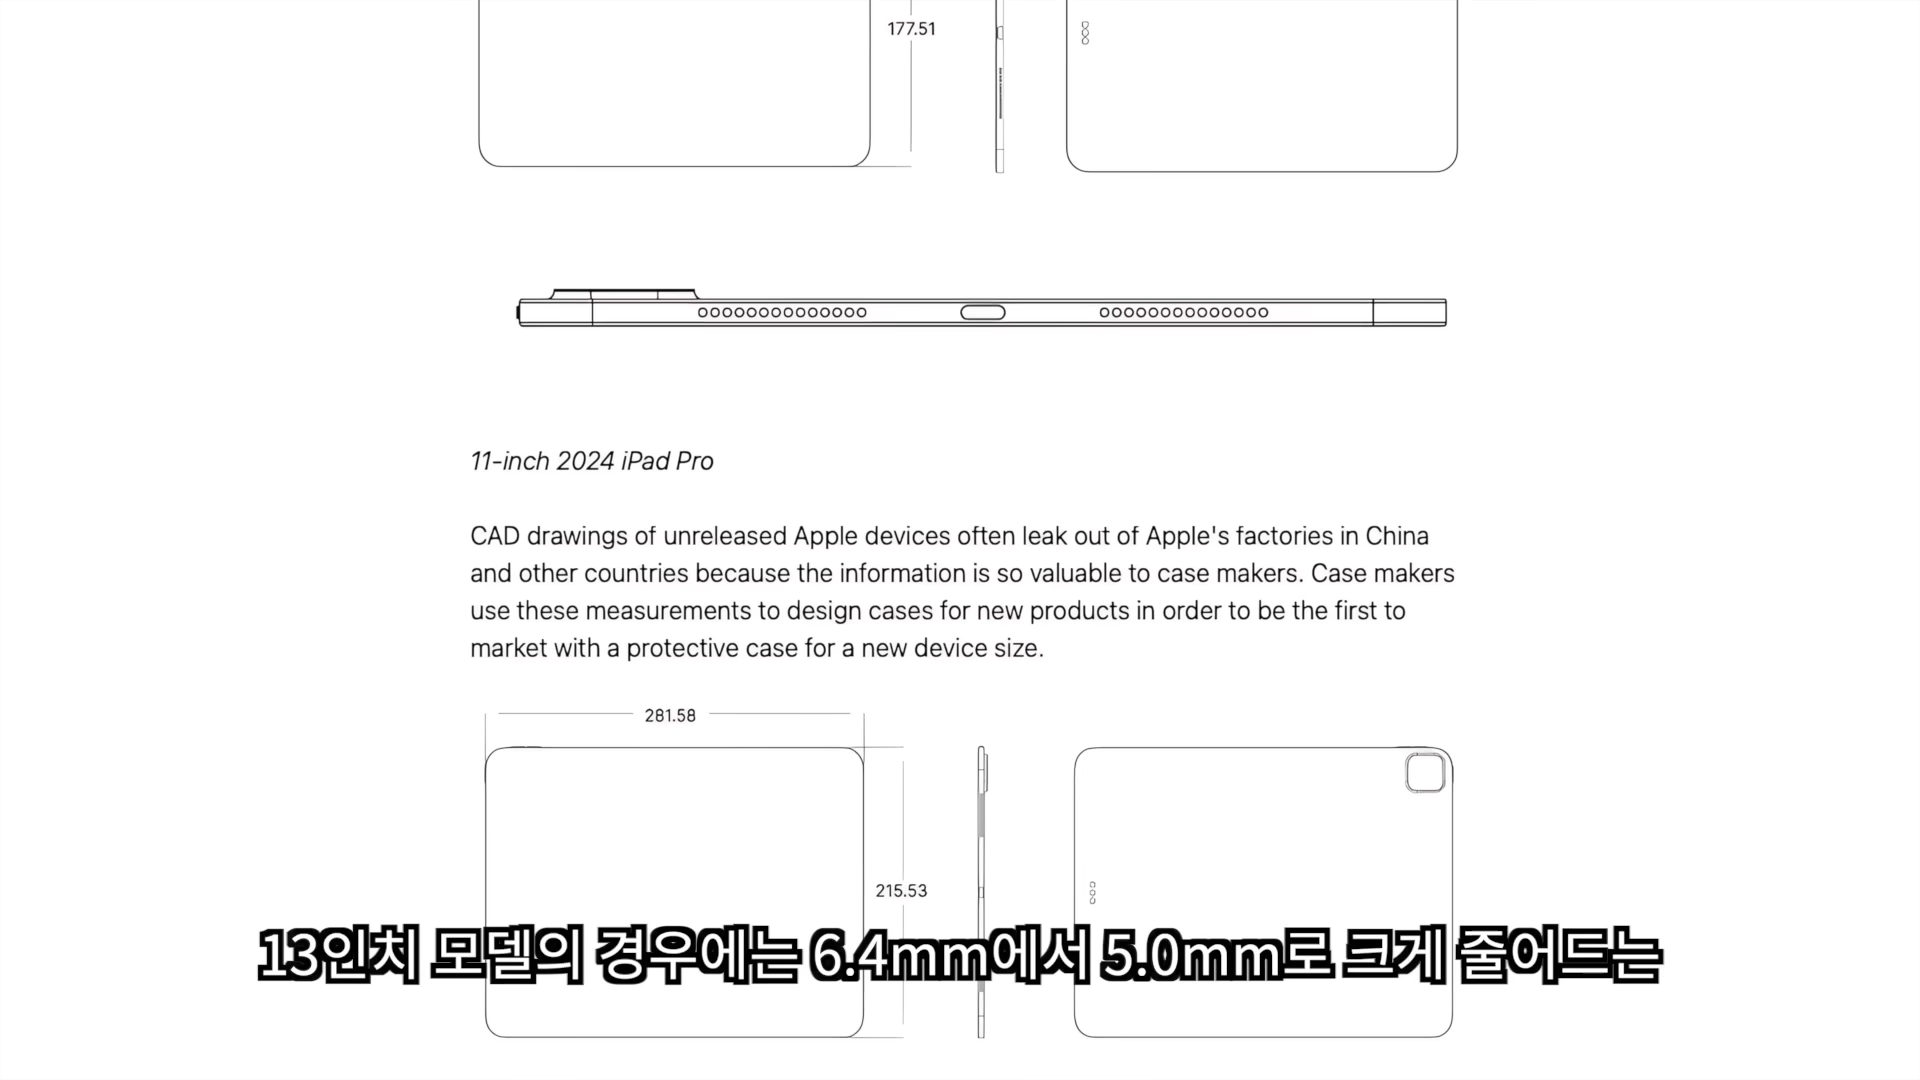 177.51
11-inch 2024 iPad Pro
CAD drawings of unreleased Apple devices often leak out of Apple's factories in China
and other countries because the information is so valuable to case makers. Case makers
use these measurements to design cases for new products in order to be the first to
market with a protective case for a new device size.
281.58
215.53
13인치 모델의 경우에는 6.4mm에서 5.0mm로 크게 줄어드는